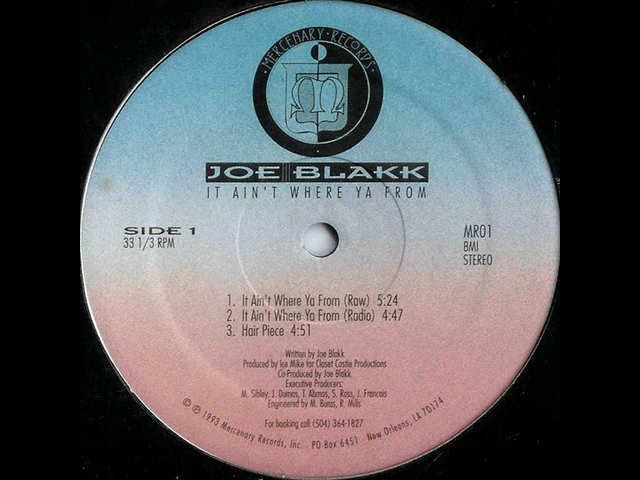 · MERCENARY · RECORDS ·
JOE BLAKK
IT AIN'T WHERE YA FROM
SIDE 1
33 1/3 RPM
MR01
BMI
STEREO
1. It Ain't Where Ya From (Raw) 5:24
2. It Ain't Where Ya From (Radio) 4:47
3. Hair Piece 4:51
Written by Joe Blakk
Produced by Ice Mike for Closet Castle Productions
Co-Produced by Joe Blakk
Executive Producers:
M. Sibley, J. Dumas, T. Ahmas, S. Ross, J. Francois
Engineered by M. Buras, R. Mills
For booking call (504) 364-1827
© ℗ 1993 Mercenary Records, Inc. · PO Box 6451 · New Orleans, LA 70174